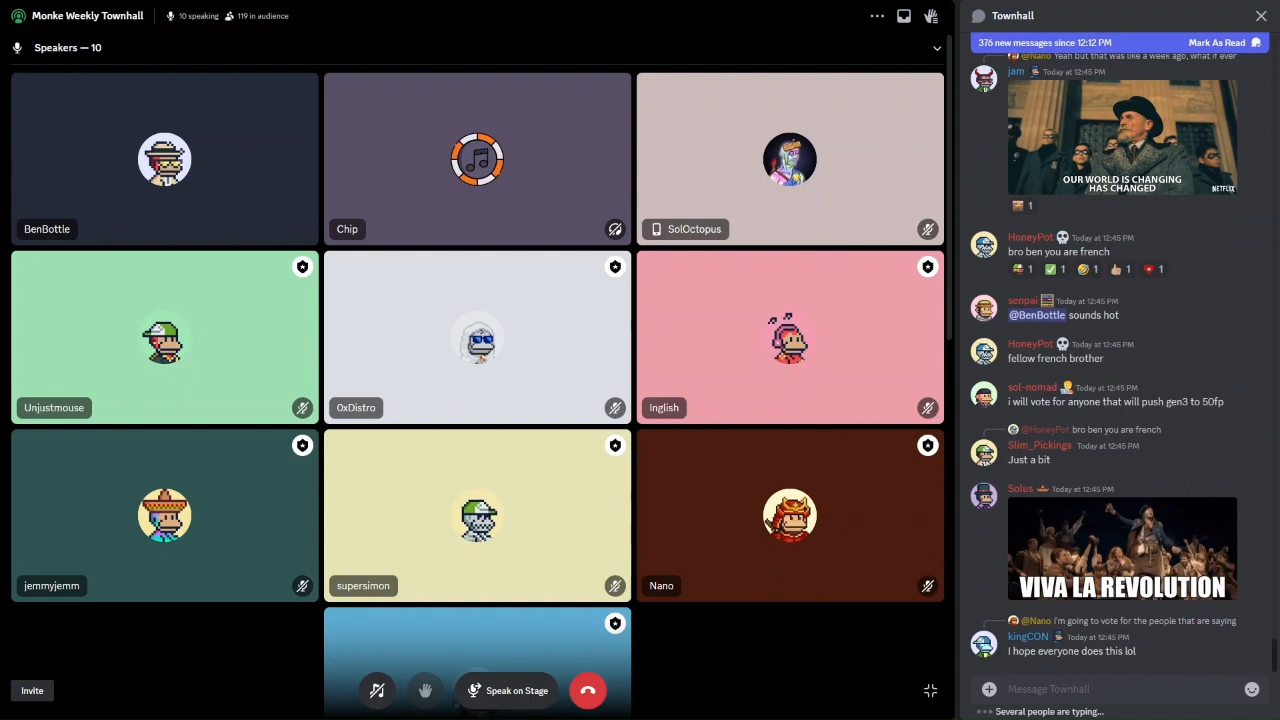 Monke Weekly Townhall
10 speaking
119 in audience
Speakers — 10
BenBottle
Chip
SolOctopus
Unjustmouse
0xDistro
Inglish
jemmyjemm
supersimon
Nano
Invite
Speak on Stage
Townhall
376 new messages since 12:12 PM
Mark As Read
@Nano Yeah but that was like a week ago, what if ever
jam Today at 12:45 PM
OUR WORLD IS CHANGING
HAS CHANGED
NETFLIX
1
HoneyPot Today at 12:45 PM
bro ben you are french
1 1 1 1 1
senpai Today at 12:45 PM
@BenBottle sounds hot
HoneyPot Today at 12:45 PM
fellow french brother
sol-nomad Today at 12:45 PM
i will vote for anyone that will push gen3 to 50fp
@HoneyPot bro ben you are french
Slim_Pickings Today at 12:45 PM
Just a bit
Solus Today at 12:45 PM
VIVA LA REVOLUTION
@Nano I'm going to vote for the people that are saying
kingCON Today at 12:45 PM
I hope everyone does this lol
Message Townhall
Several people are typing...